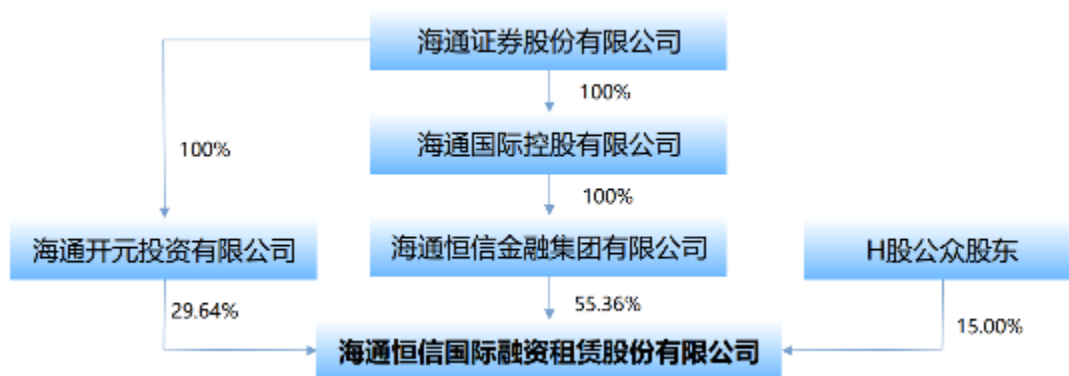 海通证券股份有限公司
100%
海通国际控股有限公司
100%
100%
海通开元投资有限公司
海通恒信金融集团有限公司
H股公众股东
29.64%
55.36%
15.00%
海通恒信国际融资租赁股份有限公司